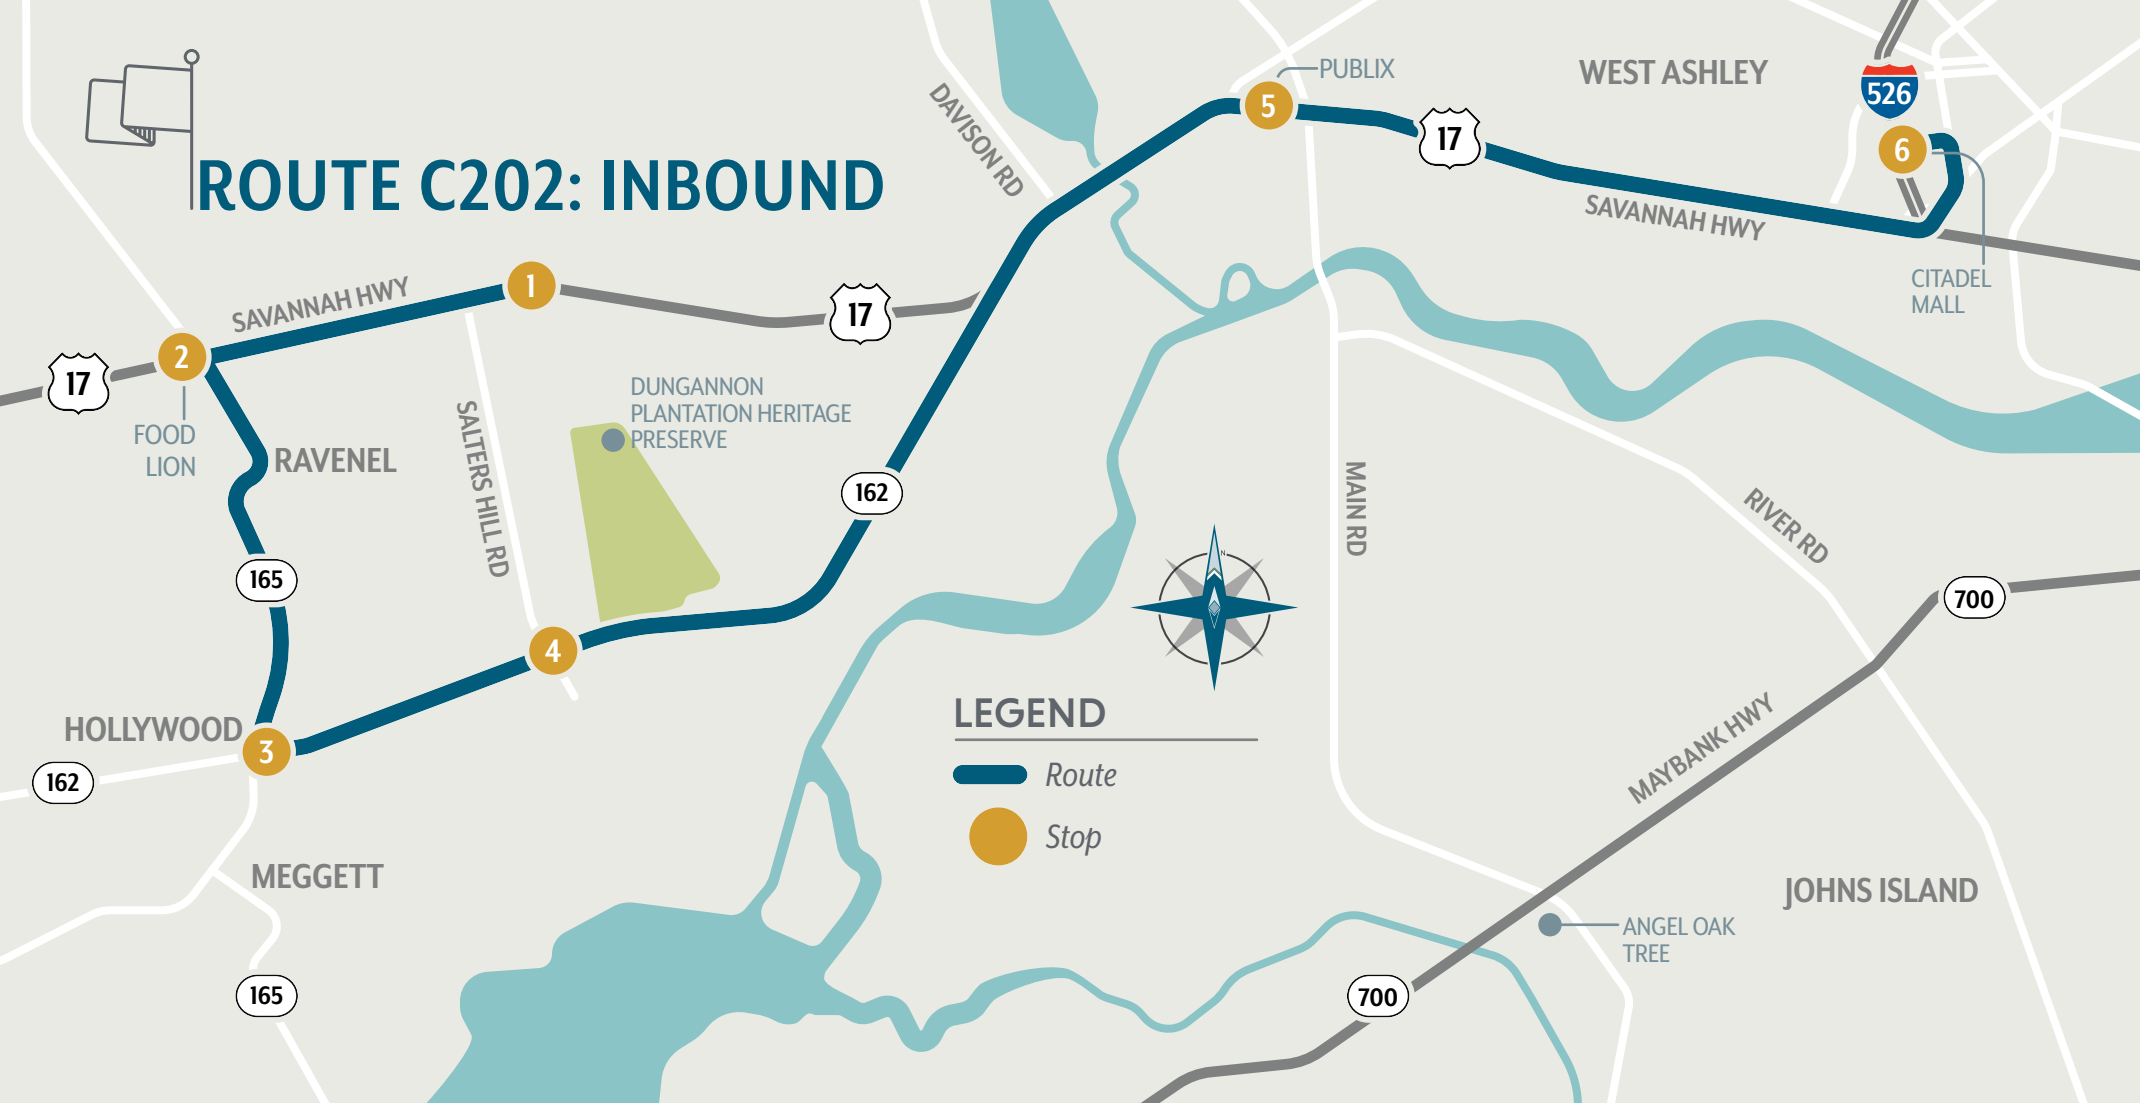 ROUTE C202: INBOUND
PUBLIX
5
17
WEST ASHLEY
526
6
SAVANNAH HWY
CITADEL
MALL
DAVISON RD
SAVANNAH HWY
1
17
2
17
FOOD
LION
RAVENEL
SALTERS HILL RD
DUNGANNON
PLANTATION HERITAGE
PRESERVE
162
165
4
HOLLYWOOD
3
162
MEGGETT
165
N
MAIN RD
RIVER RD
700
MAYBANK HWY
LEGEND
Route
Stop
JOHNS ISLAND
ANGEL OAK
TREE
700